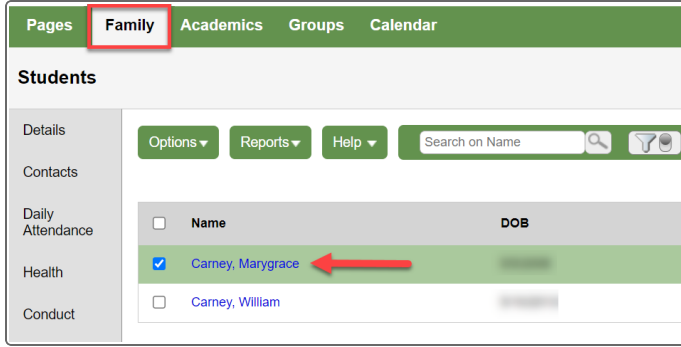 Pages Family Academics Groups Calendar
Students
Details
Contacts
Daily
Attendance
Health
Conduct
Options Reports Help Search on Name
Name DOB
Carney, Marygrace
Carney, William